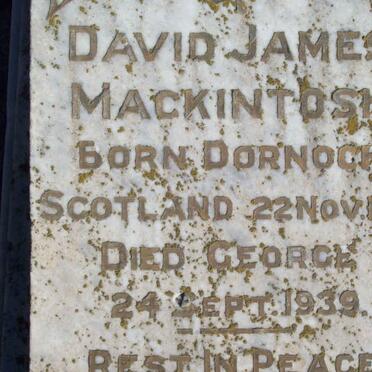 DAVID JAMES
MACKINTOSH
BORN DORNOCH
SCOTLAND 22 NOV.
DIED GEORGE
24 SEPT. 1939.
REST IN PEACE